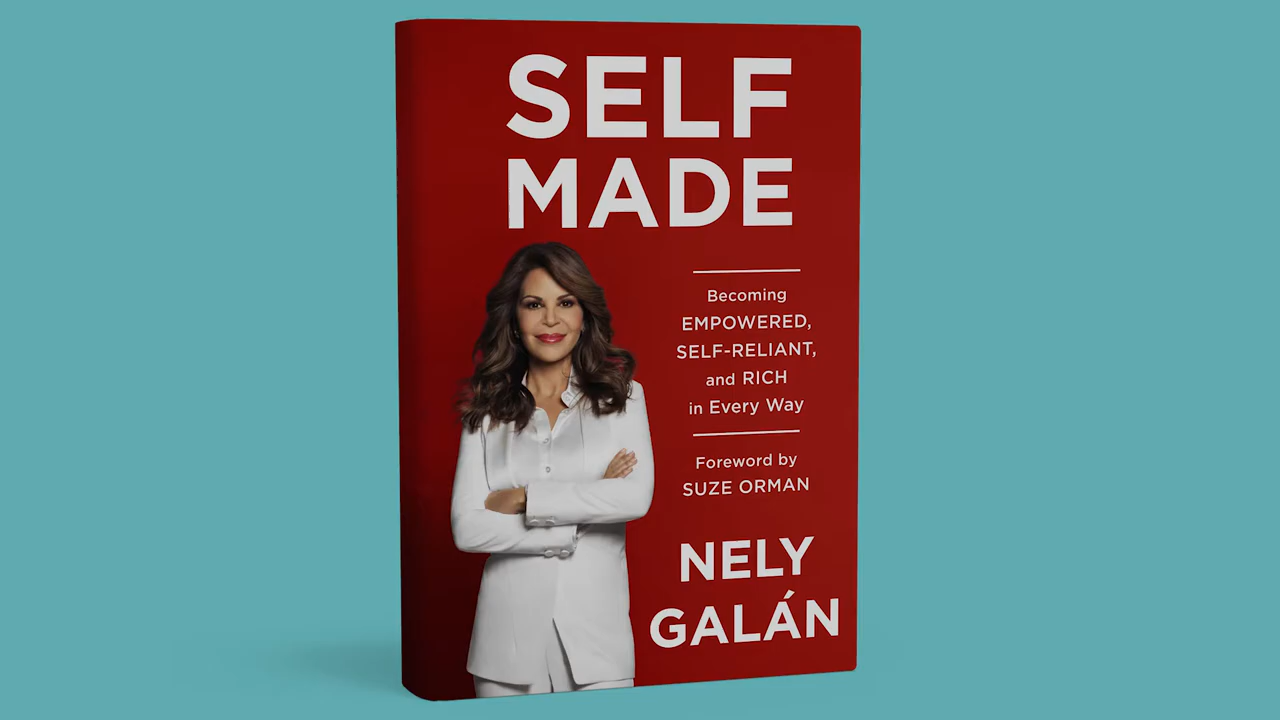 SELF
MADE
Becoming
EMPOWERED,
SELF-RELIANT,
and RICH
in Every Way
Foreword by
SUZE ORMAN
NELY
GALÁN